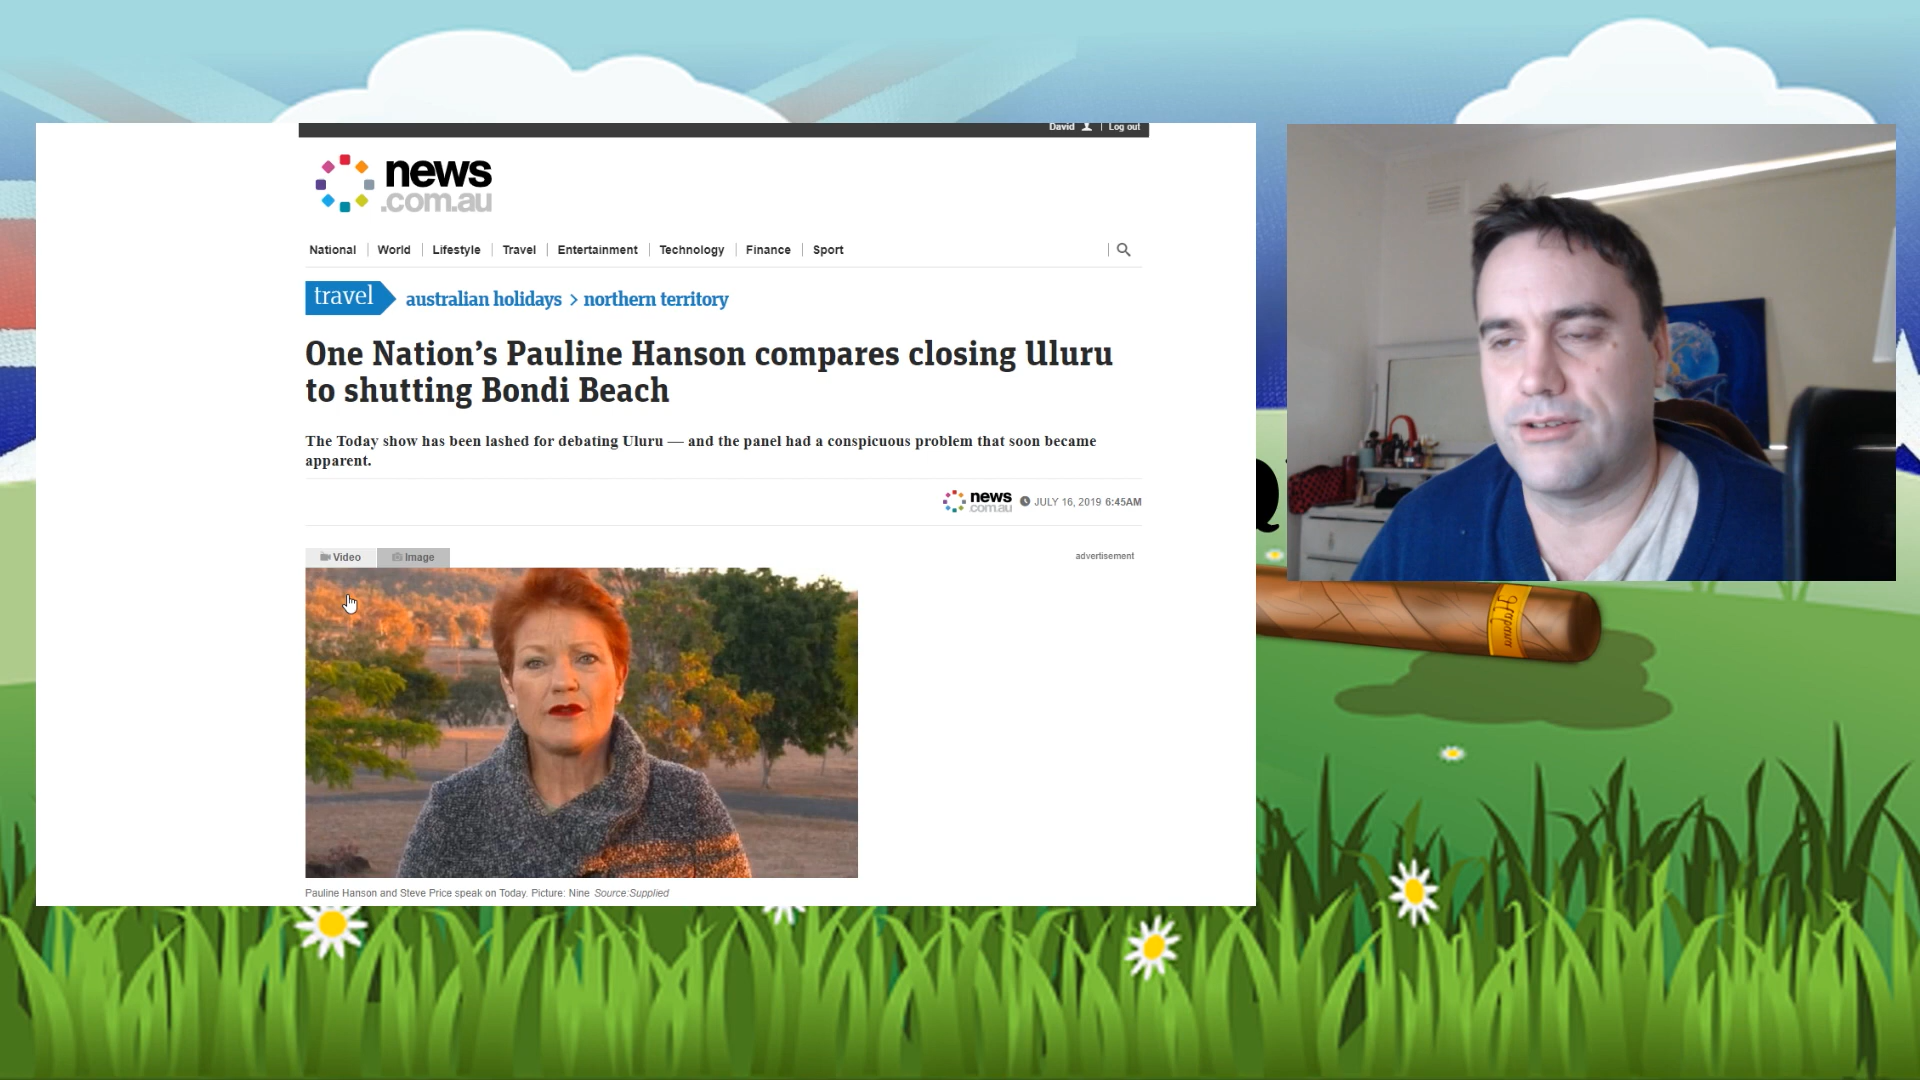 David | Log out
news
.com.au
National | World | Lifestyle | Travel | Entertainment | Technology | Finance | Sport
travel australian holidays > northern territory
One Nation's Pauline Hanson compares closing Uluru
to shutting Bondi Beach
The Today show has been lashed for debating Uluru — and the panel had a conspicuous problem that soon became
apparent.
news
.com.au
JULY 16, 2019 6:45AM
Video Image
advertisement
Pauline Hanson and Steve Price speak on Today. Picture: Nine Source:Supplied